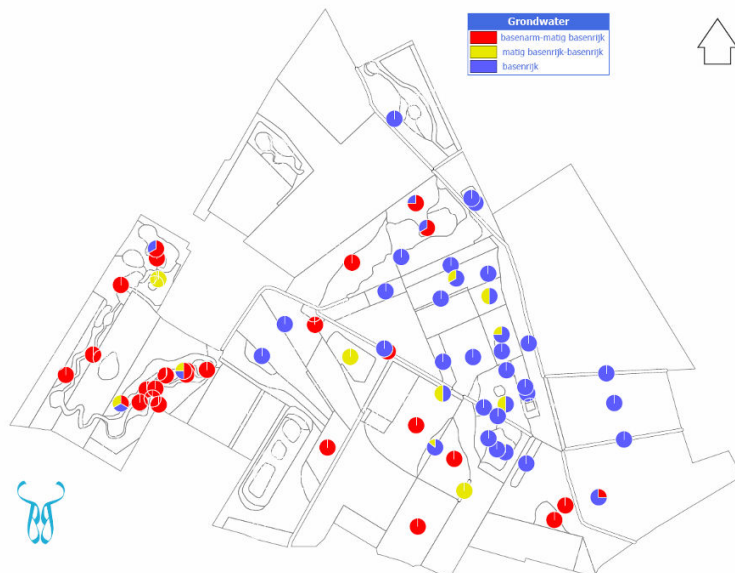 Grondwater
basenarm-matig basenrijk
matig basenrijk-basenrijk
basenrijk